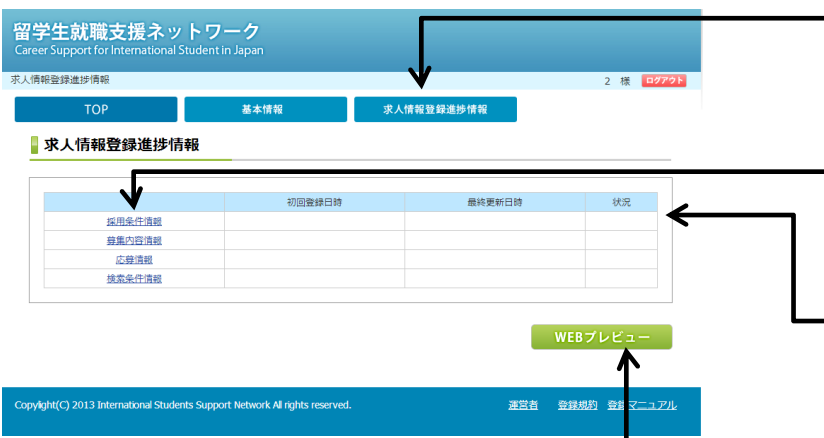 留学生就職支援ネットワーク
Career Support for International Student in Japan
求人情報登録進捗情報 2 様 ログアウト
TOP 基本情報 求人情報登録進捗情報
求人情報登録進捗情報
初回登録日時 最終更新日時 状況
採用条件情報
募集内容情報
応募情報
検索条件情報
WEBプレビュー
Copyright(C) 2013 International Students Support Network All rights reserved. 運営者 登録規約 登録マニュアル